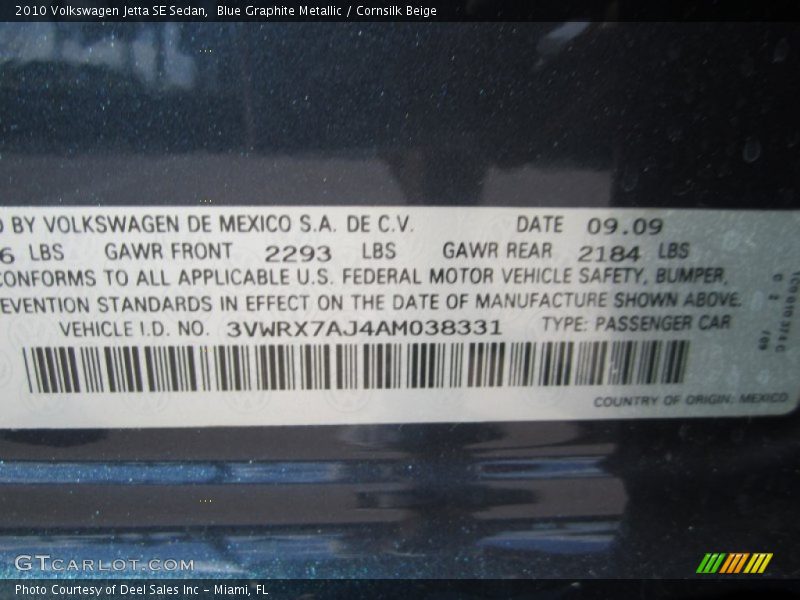 2010 Volkswagen Jetta SE Sedan,  Blue Graphite Metallic / Cornsilk Beige
BY VOLKSWAGEN DE MEXICO S.A. DE C.V. DATE 09.09
6 LBS GAWR FRONT 2293 LBS GAWR REAR 2184 LBS
CONFORMS TO ALL APPLICABLE U.S. FEDERAL MOTOR VEHICLE SAFETY, BUMPER,
EVENTION STANDARDS IN EFFECT ON THE DATE OF MANUFACTURE SHOWN ABOVE.
VEHICLE I.D. NO. 3VWRX7AJ4AM038331 TYPE: PASSENGER CAR
COUNTRY OF ORIGIN: MEXICO
GTCARLOT.COM
Photo Courtesy of Deel Sales Inc – Miami, FL